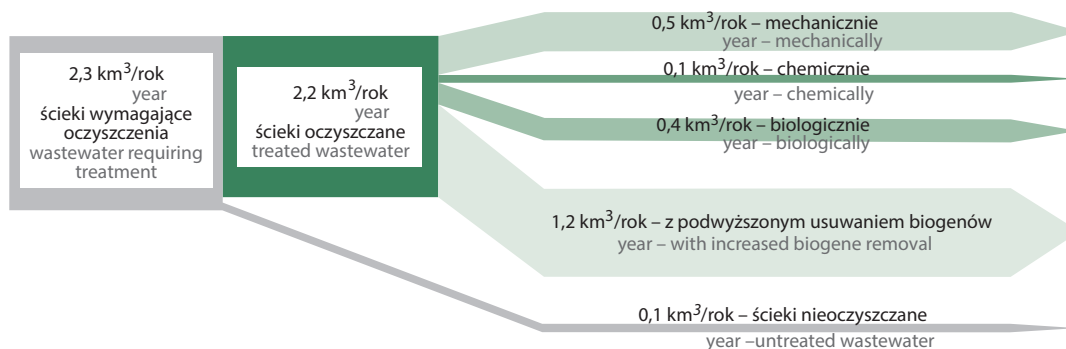 2,3 km³/rok
year
ścieki wymagające
oczyszczenia
wastewater requiring
treatment
2,2 km³/rok
year
ścieki oczyszczane
treated wastewater
0,5 km³/rok – mechanicznie
year – mechanically
0,1 km³/rok – chemicznie
year – chemically
0,4 km³/rok – biologicznie
year – biologically
1,2 km³/rok – z podwyższonym usuwaniem biogenów
year – with increased biogene removal
0,1 km³/rok – ścieki nieoczyszczane
year –untreated wastewater